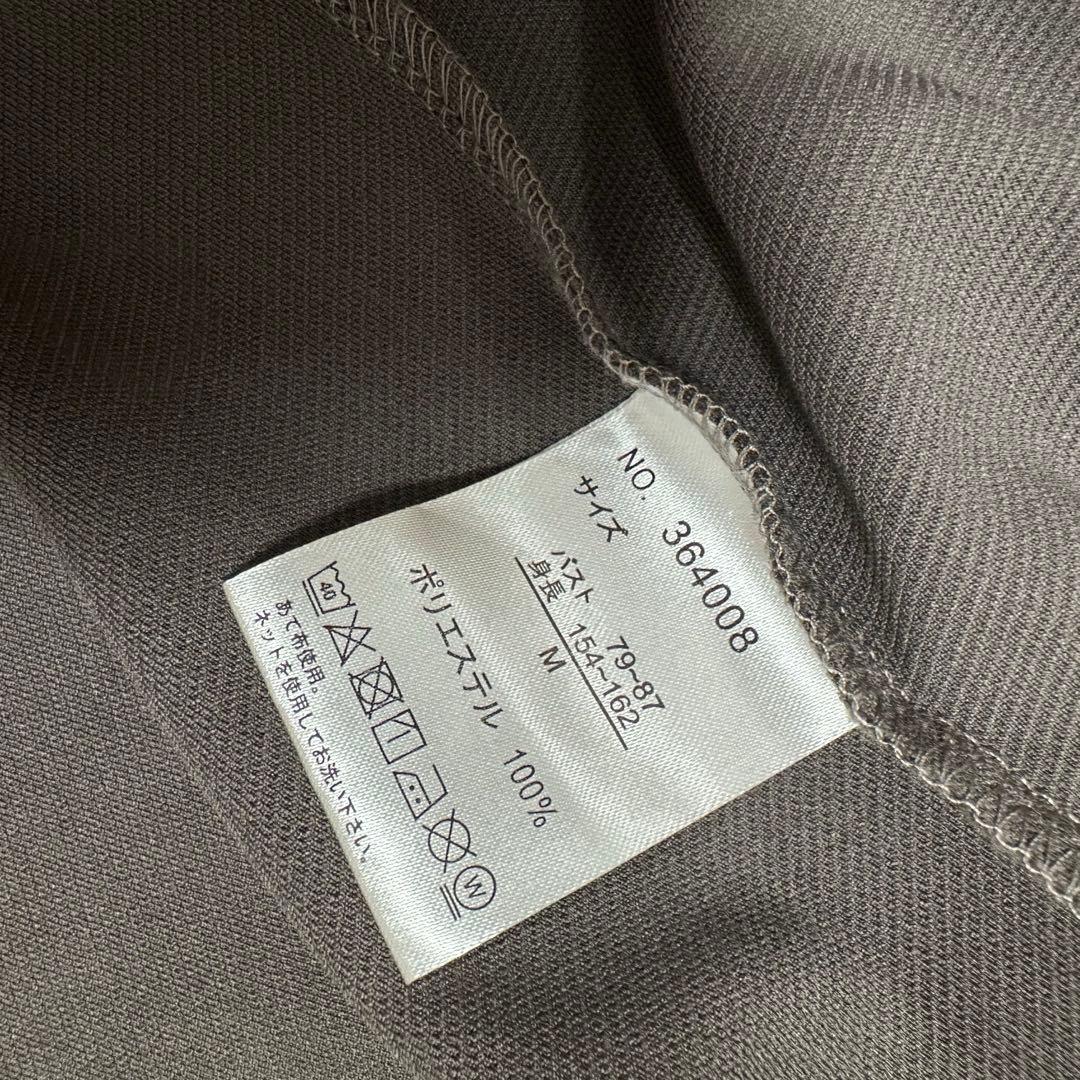 NO. 364008
サイズ
バスト 79~87
身長 154~162
M
ポリエステル 100%
40
W
あて布使用。
ネットを使用してお洗い下さい。